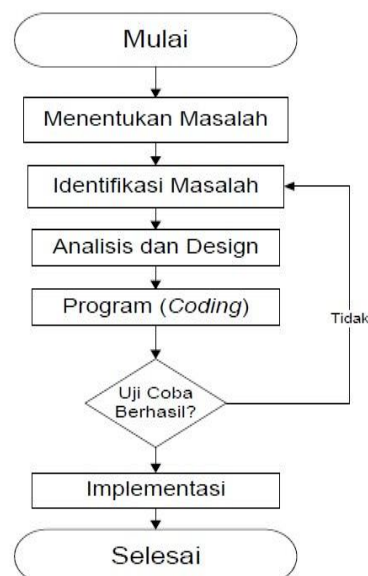 Mulai
Menentukan Masalah
Identifikasi Masalah
Analisis dan Design
Program (Coding)
Tidak
Uji Coba
Berhasil?
Implementasi
Selesai